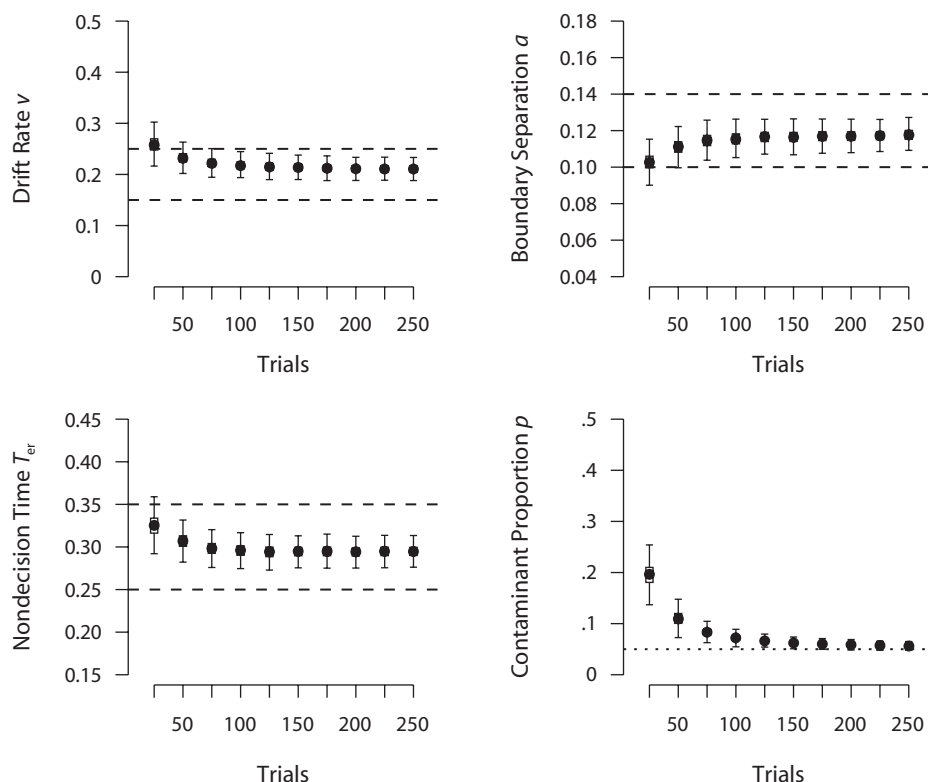 Drift Rate v
0.5
0.4
0.3
0.2
0.1
0
50 100 150 200 250
Trials
Boundary Separation a
0.18
0.16
0.14
0.12
0.10
0.08
0.06
0.04
50 100 150 200 250
Trials
Nondecision Time Ter
0.45
0.40
0.35
0.30
0.25
0.20
0.15
50 100 150 200 250
Trials
Contaminant Proportion p
.5
.4
.3
.2
.1
0
50 100 150 200 250
Trials